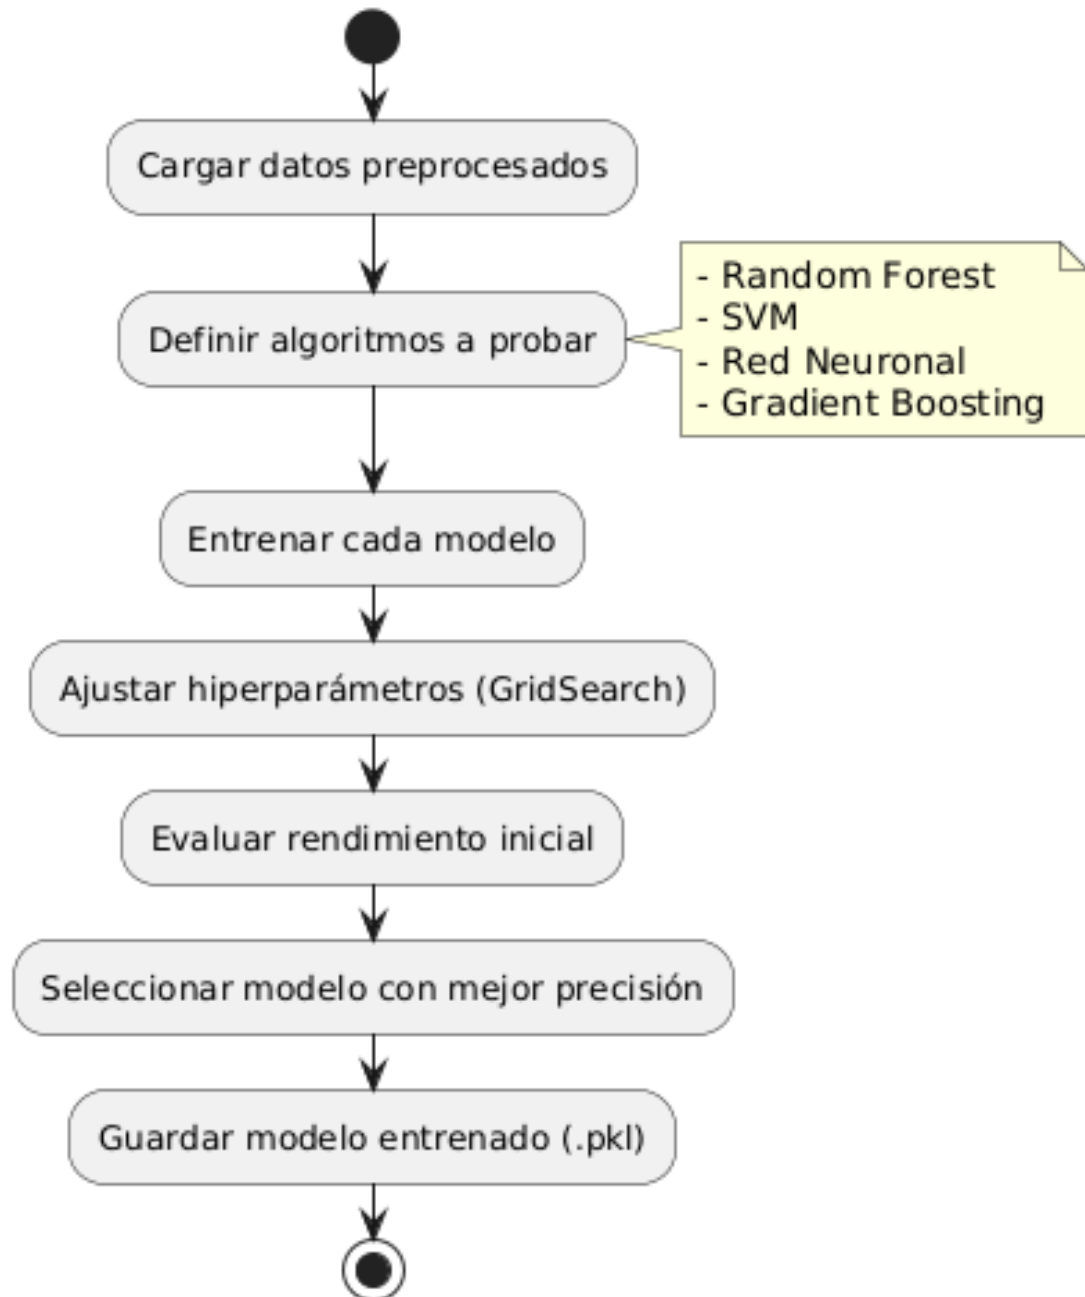 Cargar datos preprocesados
Definir algoritmos a probar
- Random Forest
- SVM
- Red Neuronal
- Gradient Boosting
Entrenar cada modelo
Ajustar hiperparámetros (GridSearch)
Evaluar rendimiento inicial
Seleccionar modelo con mejor precisión
Guardar modelo entrenado (.pkl)